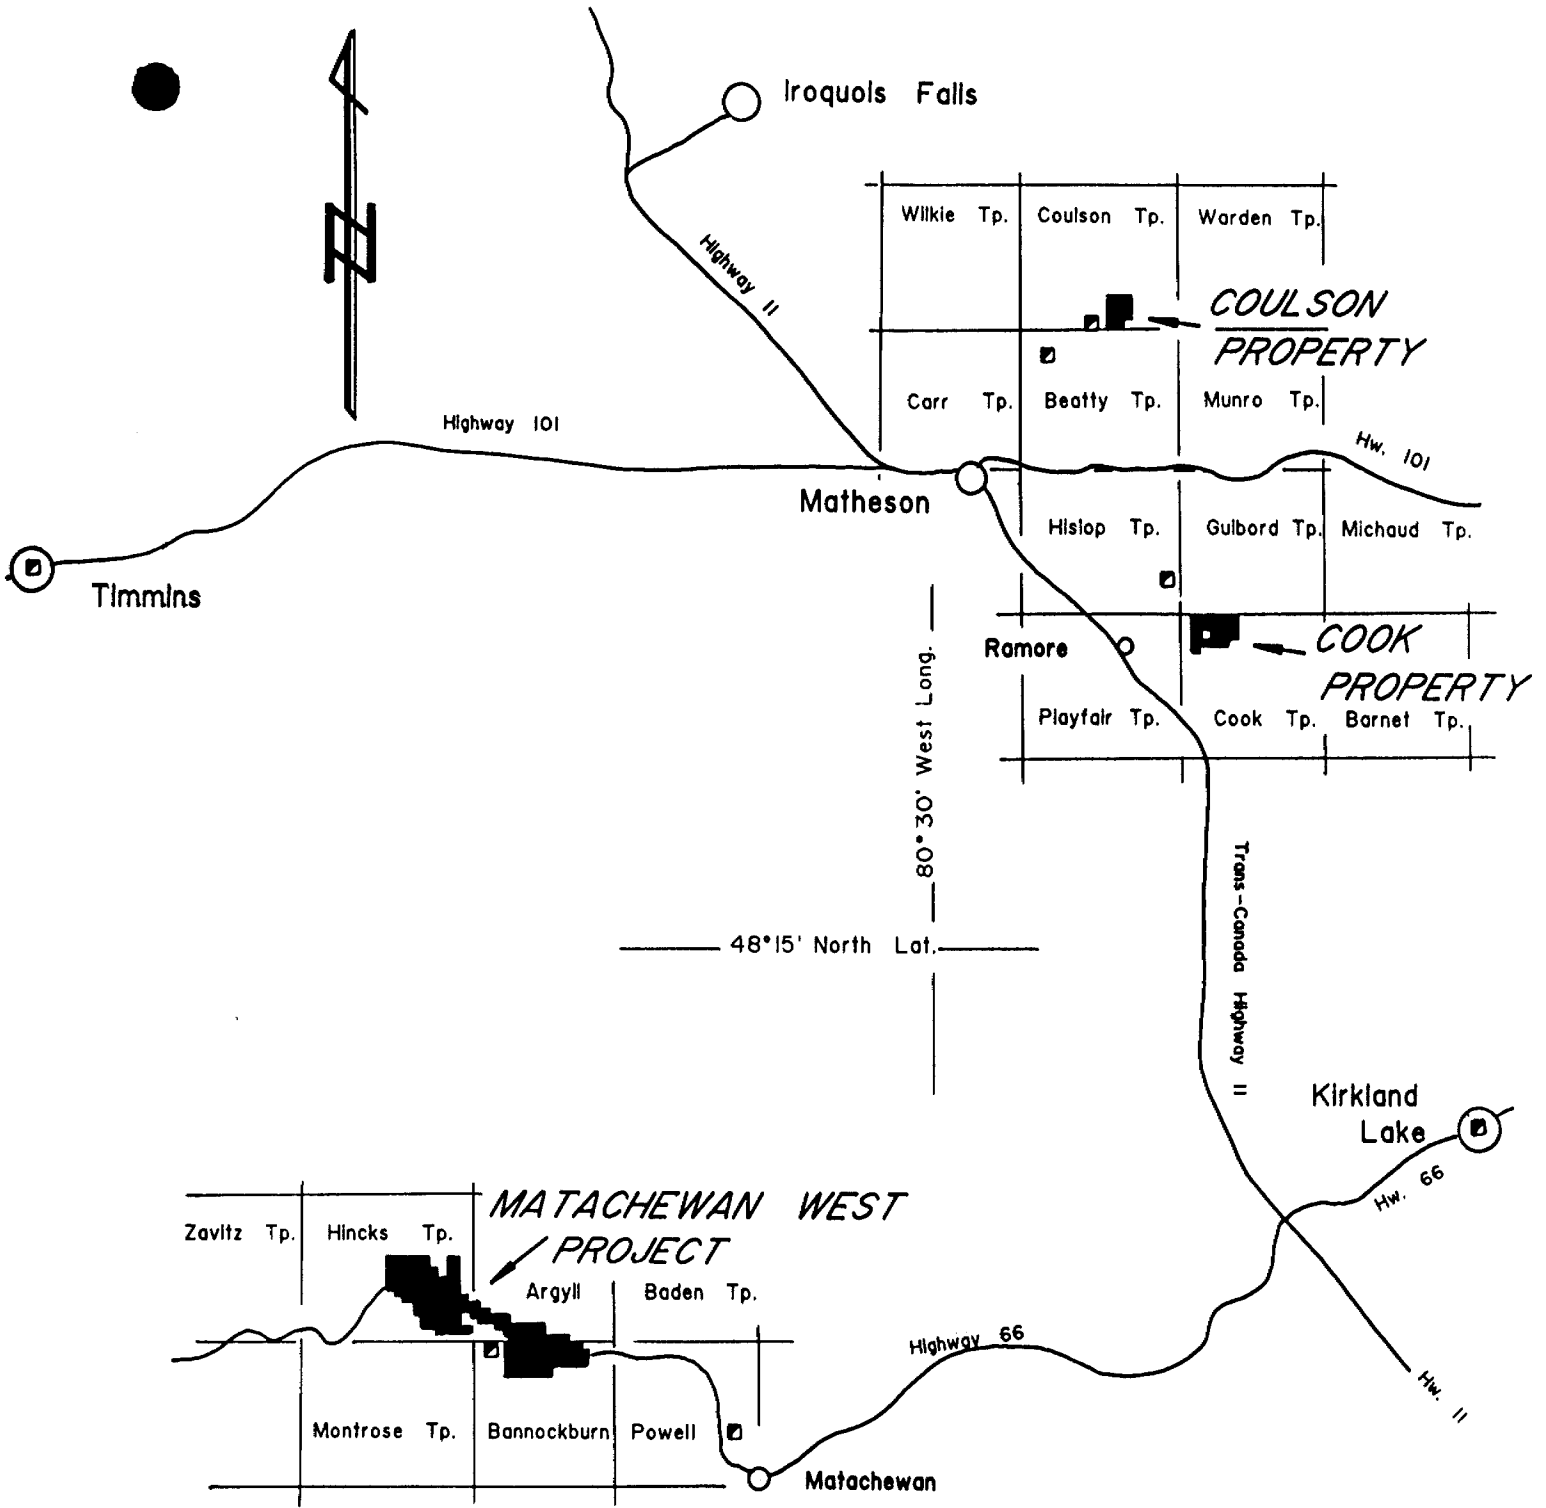 N
Iroquois Falls
Wilkie Tp.
Coulson Tp.
Warden Tp.
Highway 11
COULSON
PROPERTY
Carr Tp.
Beatty Tp.
Munro Tp.
Highway 101
Hw. 101
Matheson
Hislop Tp.
Guibord Tp.
Michaud Tp.
Timmins
Ramore
COOK
PROPERTY
Playfair Tp.
Cook Tp.
Barnet Tp.
80°30' West Long.
48°15' North Lat.
Trans-Canada Highway 11
Kirkland
Lake
Hw. 66
MATACHEWAN WEST
PROJECT
Zavitz Tp.
Hincks Tp.
Argyll
Baden Tp.
Highway 66
Hw. 11
Montrose Tp.
Bannockburn
Powell
Matachewan